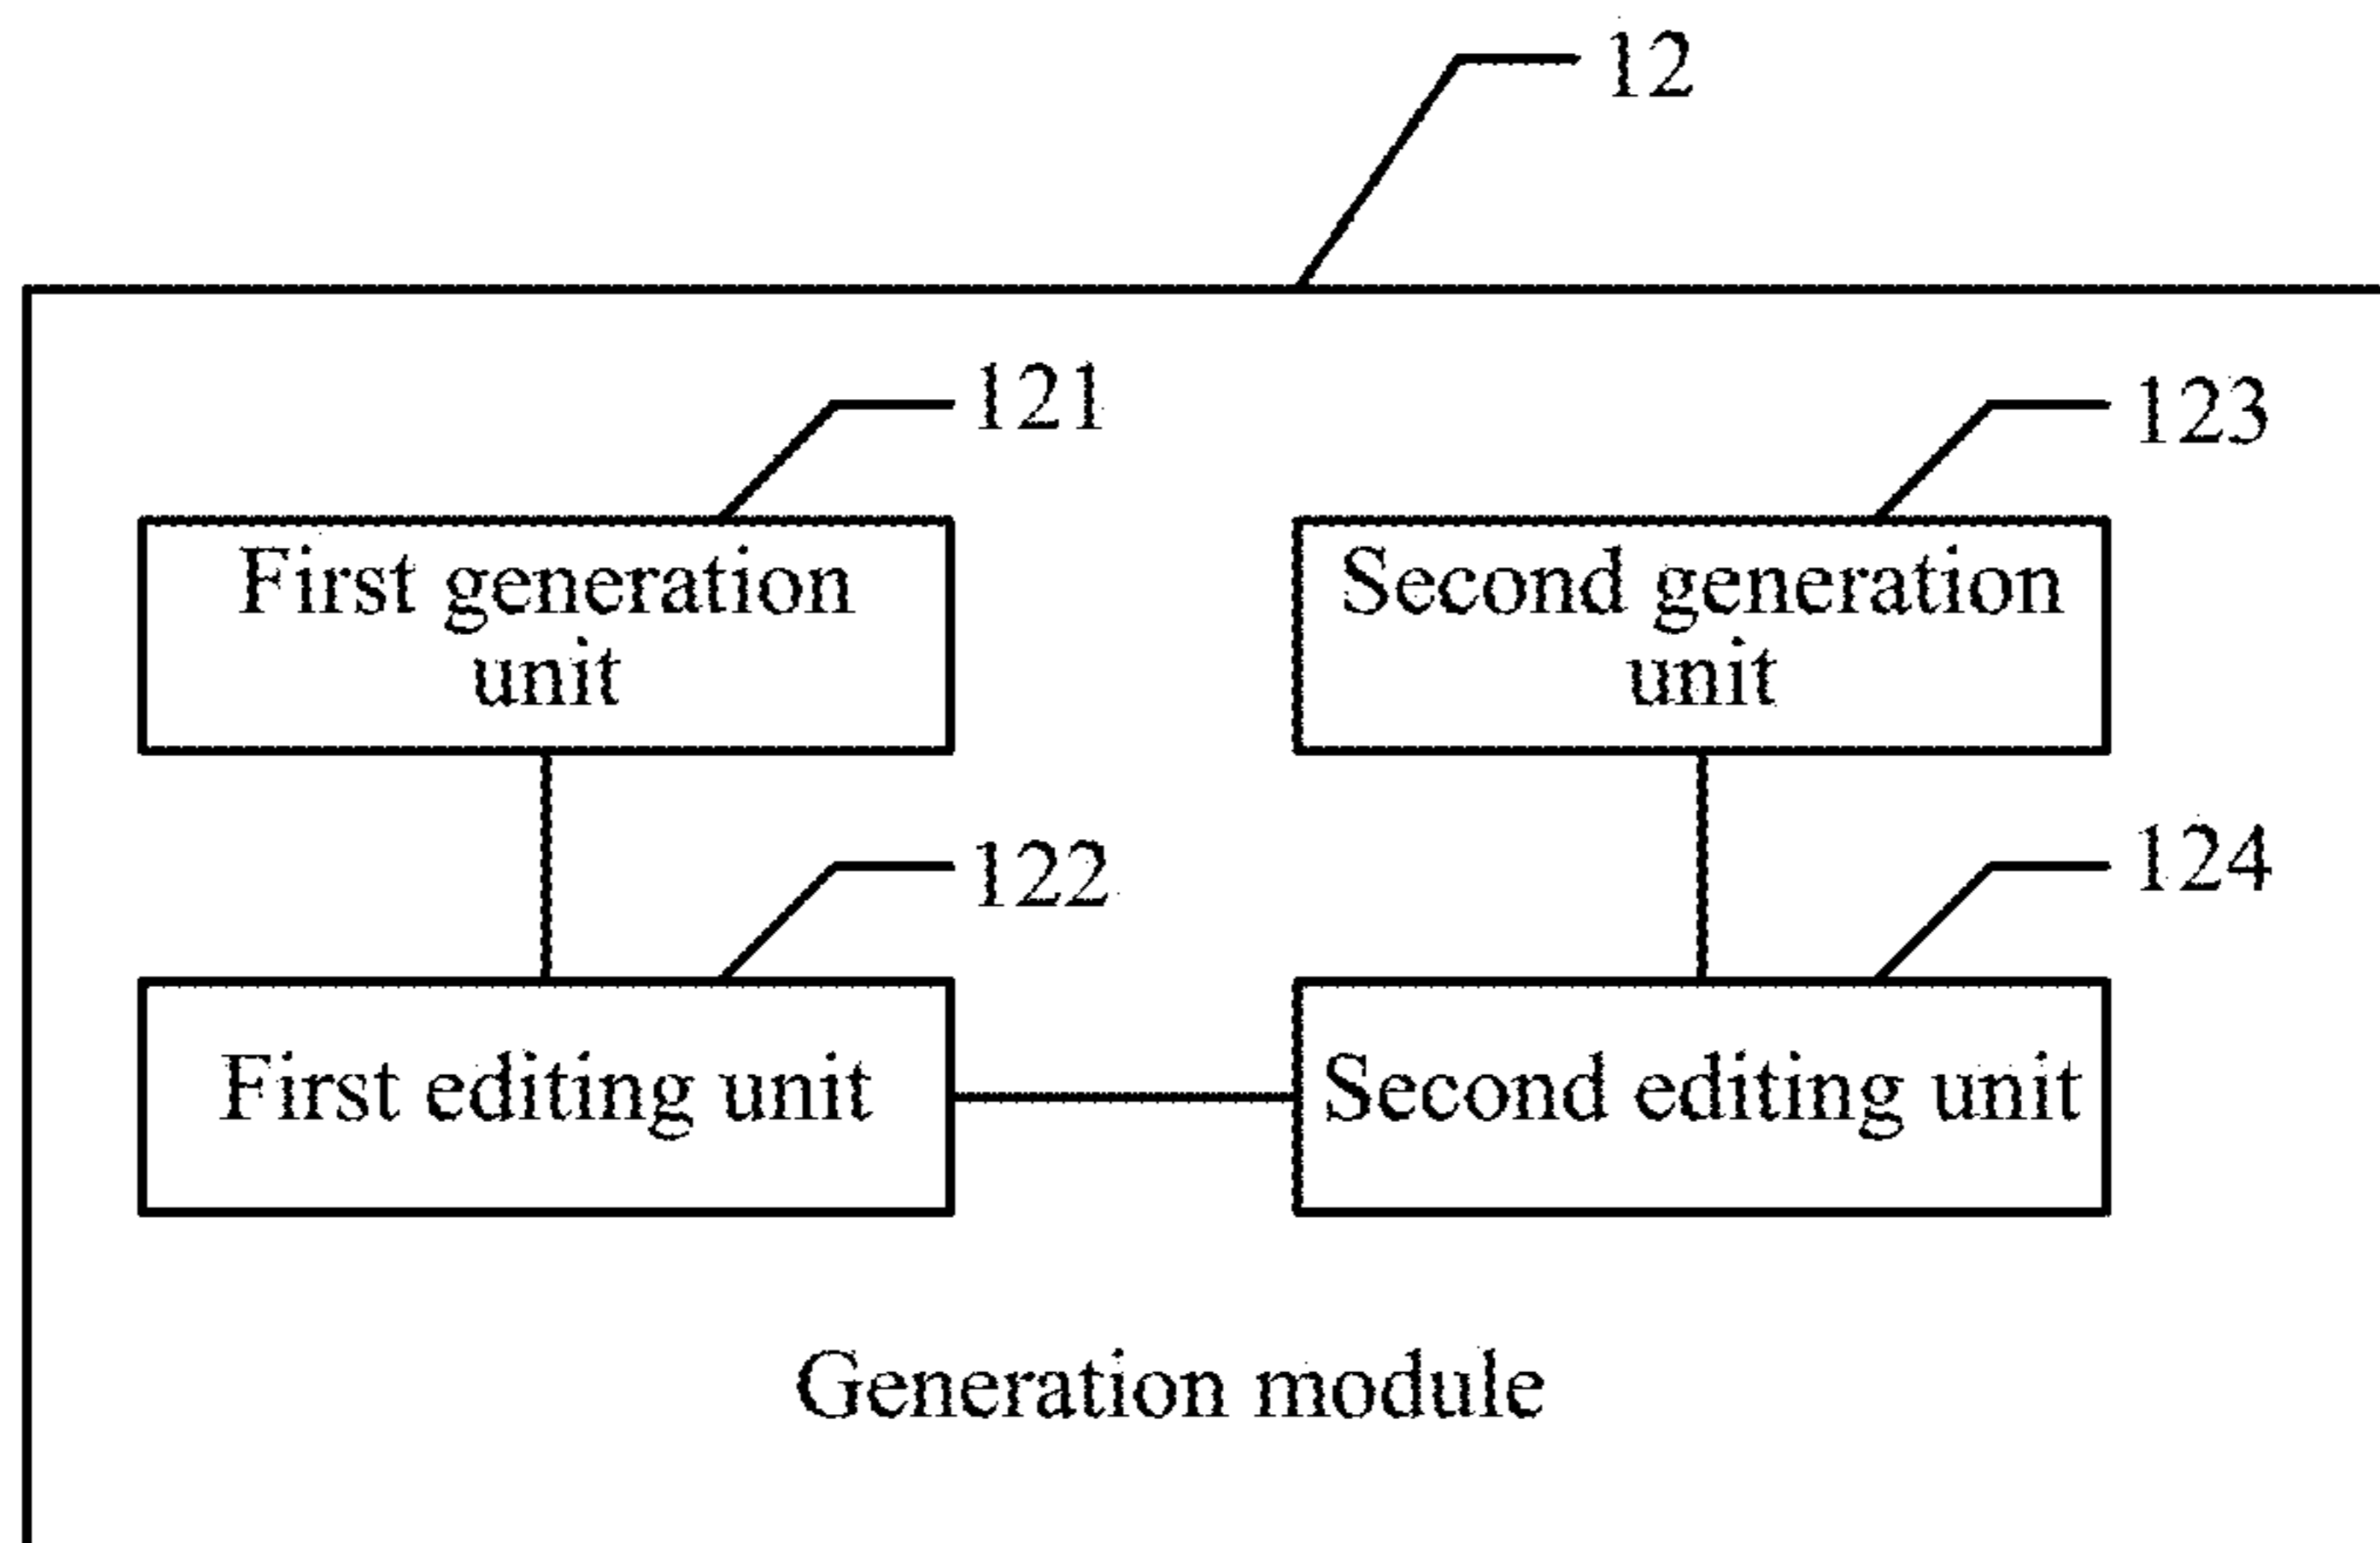 12
121
123
First generation
unit
Second generation
unit
122
124
First editing unit
Second editing unit
Generation module